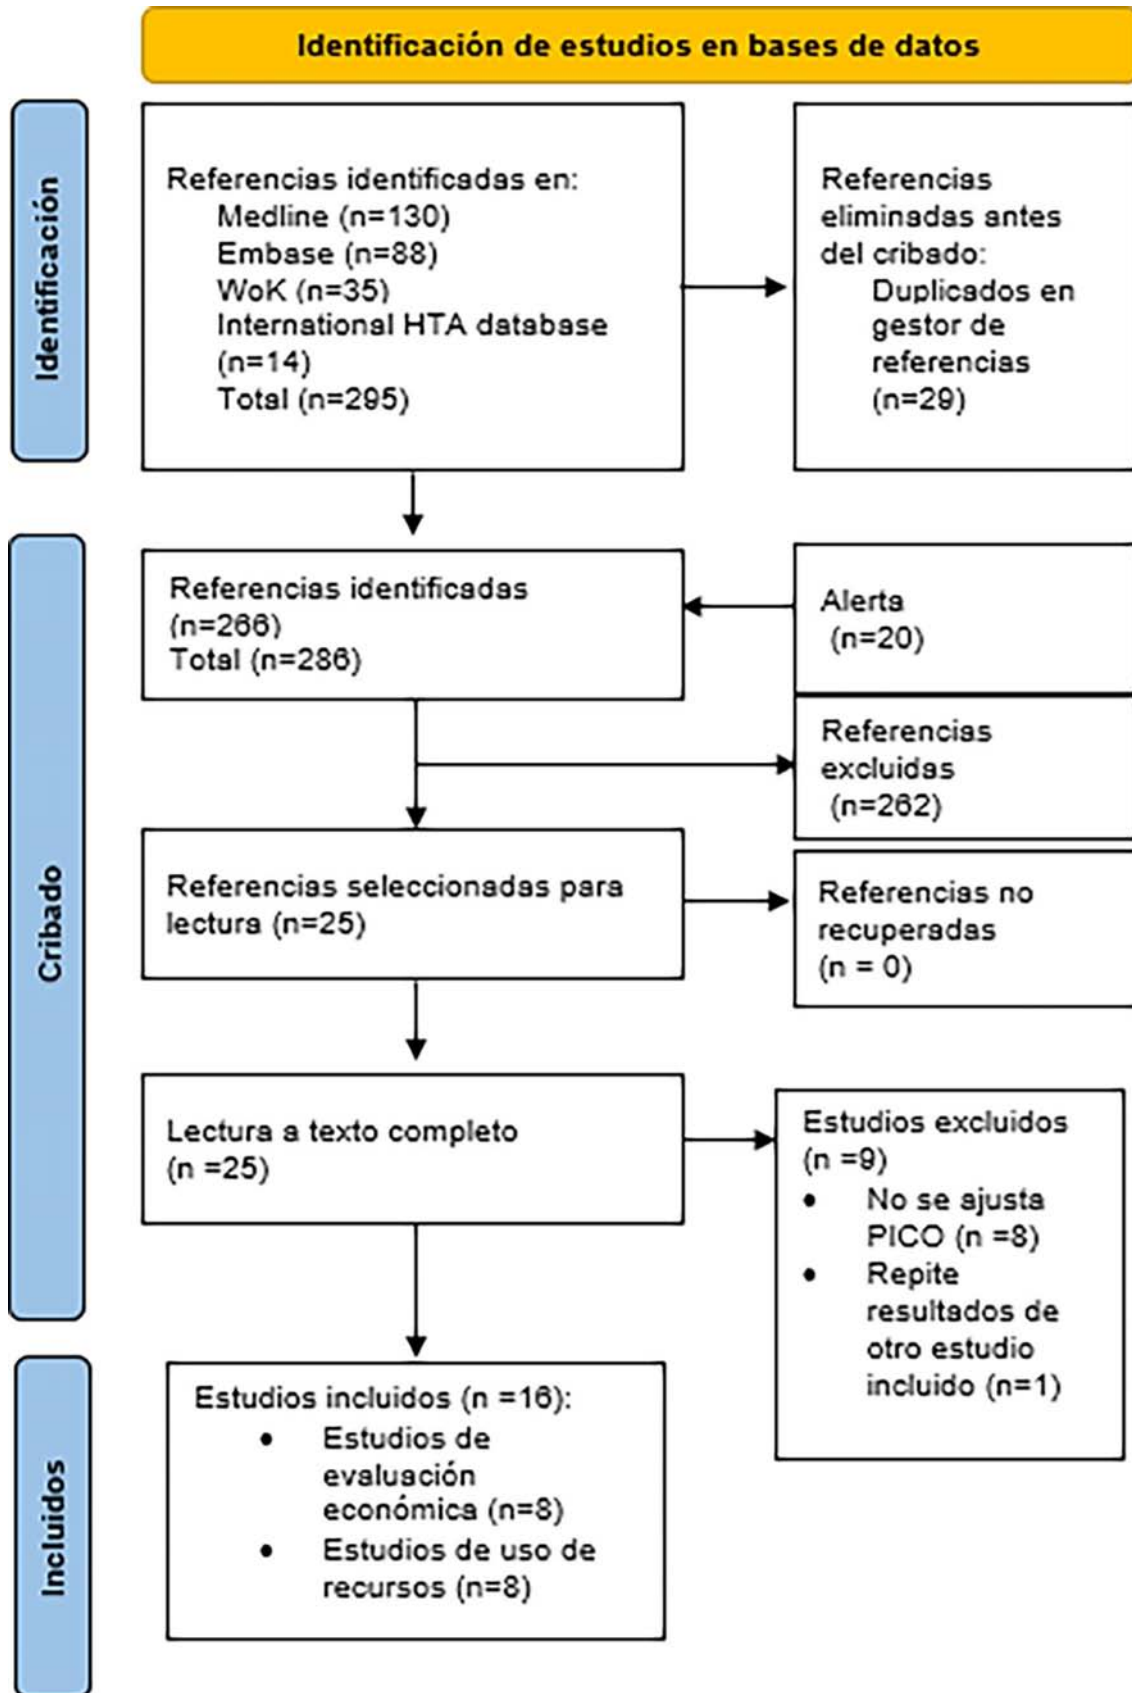 Identificación de estudios en bases de datos
Identificación
Referencias identificadas en:
Medline (n=130)
Embase (n=88)
WoK (n=35)
International HTA database
(n=14)
Total (n=295)
Referencias
eliminadas antes
del cribado:
Duplicados en
gestor de
referencias
(n=29)
Cribado
Referencias identificadas
(n=266)
Total (n=286)
Alerta
(n=20)
Referencias
excluidas
(n=262)
Referencias seleccionadas para
lectura (n=25)
Referencias no
recuperadas
(n = 0)
Lectura a texto completo
(n =25)
Estudios excluidos
(n =9)
• No se ajusta
PICO (n =8)
• Repite
resultados de
otro estudio
incluido (n=1)
Incluidos
Estudios incluidos (n =16):
• Estudios de
evaluación
económica (n=8)
• Estudios de uso de
recursos (n=8)